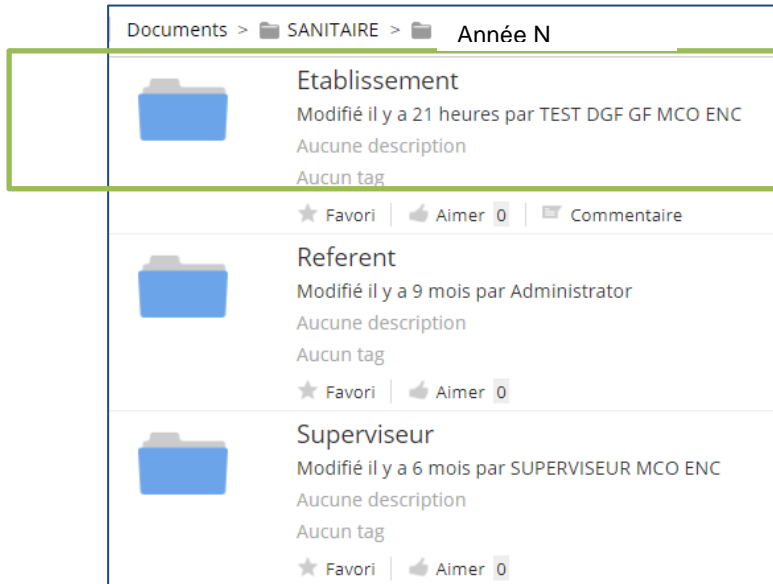 Documents > SANITAIRE > Année N
Etablissement
Modifié il y a 21 heures par TEST DGF GF MCO ENC
Aucune description
Aucun tag
Favori Aimer 0 Commentaire
Referent
Modifié il y a 9 mois par Administrator
Aucune description
Aucun tag
Favori Aimer 0
Superviseur
Modifié il y a 6 mois par SUPERVISEUR MCO ENC
Aucune description
Aucun tag
Favori Aimer 0